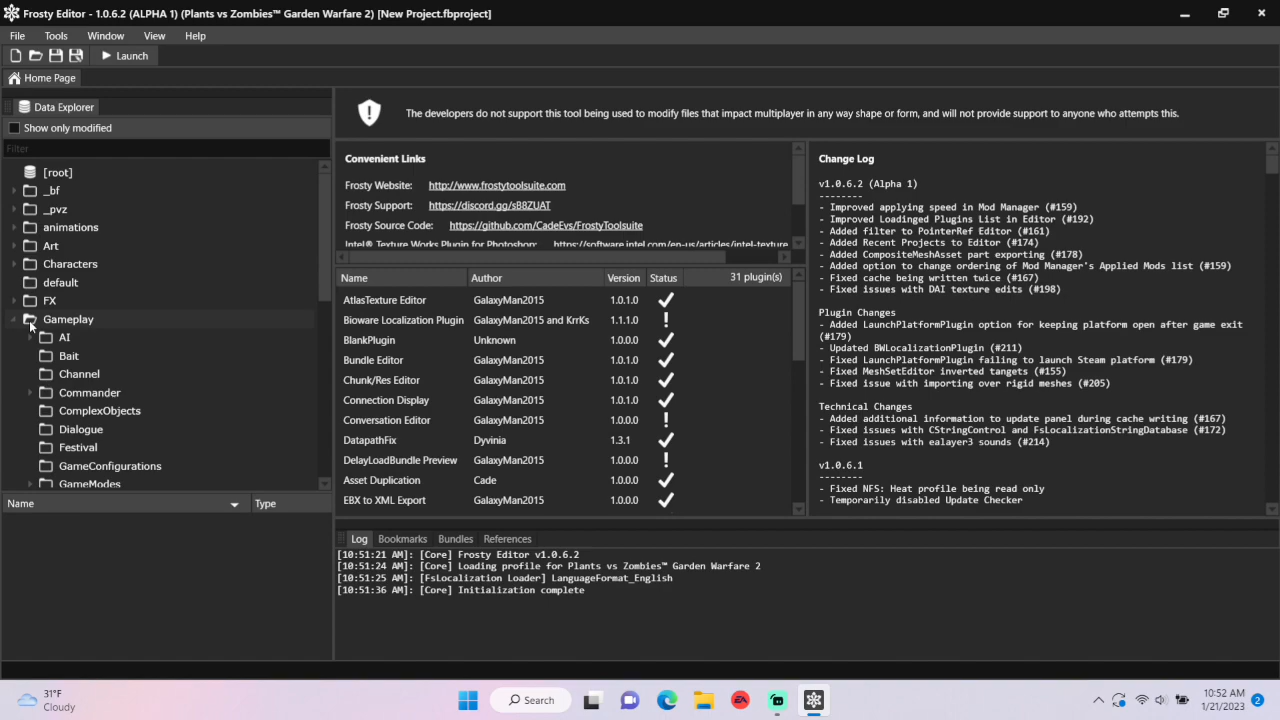 Frosty Editor - 1.0.6.2 (ALPHA 1) (Plants vs Zombies™ Garden Warfare 2) [New Project.fbproject]
File Tools Window View Help
Launch
Home Page
Data Explorer
Show only modified
Filter
[root]
_bf
_pvz
animations
Art
Characters
default
FX
Gameplay
AI
Bait
Channel
Commander
ComplexObjects
Dialogue
Festival
GameConfigurations
GameModes
Name Type
The developers do not support this tool being used to modify files that impact multiplayer in any way shape or form, and will not provide support to anyone who attempts this.
Convenient Links
Frosty Website: http://www.frostytoolsuite.com
Frosty Support: https://discord.gg/sB8ZUAT
Frosty Source Code: https://github.com/CadeEvs/FrostyToolsuite
Intel® Texture Works Plugin for Photoshop: https://software.intel.com/en-us/articles/intel-texture
Name Author Version Status 31 plugin(s)
AtlasTexture Editor GalaxyMan2015 1.0.1.0
Bioware Localization Plugin GalaxyMan2015 and KrrKs 1.1.1.0 !
BlankPlugin Unknown 1.0.0.0
Bundle Editor GalaxyMan2015 1.0.1.0
Chunk/Res Editor GalaxyMan2015 1.0.1.0
Connection Display GalaxyMan2015 1.0.1.0
Conversation Editor GalaxyMan2015 1.0.0.0 !
DatapathFix Dyvinia 1.3.1
DelayLoadBundle Preview GalaxyMan2015 1.0.0.0 !
Asset Duplication Cade 1.0.0.0
EBX to XML Export GalaxyMan2015 1.0.0.0
Change Log
v1.0.6.2 (Alpha 1)
--------
- Improved applying speed in Mod Manager (#159)
- Improved Loadinged Plugins List in Editor (#192)
- Added filter to PointerRef Editor (#161)
- Added Recent Projects to Editor (#174)
- Added CompositeMeshAsset part exporting (#178)
- Added option to change ordering of Mod Manager's Applied Mods list (#159)
- Fixed cache being written twice (#167)
- Fixed issues with DAI texture edits (#198)
Plugin Changes
- Added LaunchPlatformPlugin option for keeping platform open after game exit
(#179)
- Updated BWLocalizationPlugin (#211)
- Fixed LaunchPlatformPlugin failing to launch Steam platform (#179)
- Fixed MeshSetEditor inverted tangets (#155)
- Fixed issue with importing over rigid meshes (#205)
Technical Changes
- Added additional information to update panel during cache writing (#167)
- Fixed issues with CStringControl and FsLocalizationStringDatabase (#172)
- Fixed issues with ealayer3 sounds (#214)
v1.0.6.1
--------
- Fixed NFS: Heat profile being read only
- Temporarily disabled Update Checker
Log Bookmarks Bundles References
[10:51:21 AM]: [Core] Frosty Editor v1.0.6.2
[10:51:24 AM]: [Core] Loading profile for Plants vs Zombies™ Garden Warfare 2
[10:51:25 AM]: [FsLocalization Loader] LanguageFormat_English
[10:51:36 AM]: [Core] Initialization complete
31°F
Cloudy
Search
EA
10:52 AM
1/21/2023
2